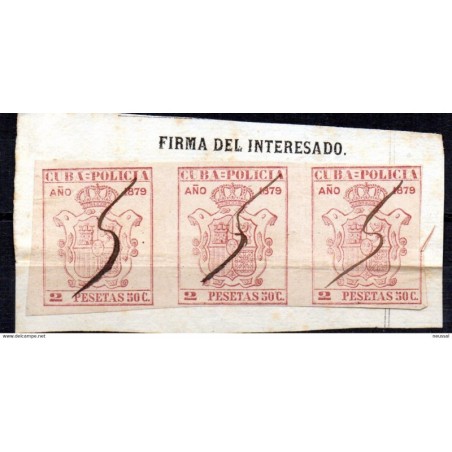 FIRMA DEL INTERESADO.
CUBA=POLICIA
AÑO 1879
2 PESETAS 50 C.
CUBA=POLICIA
AÑO 1879
2 PESETAS 50 C.
CUBA=POLICIA
AÑO 1879
2 PESETAS 50 C.